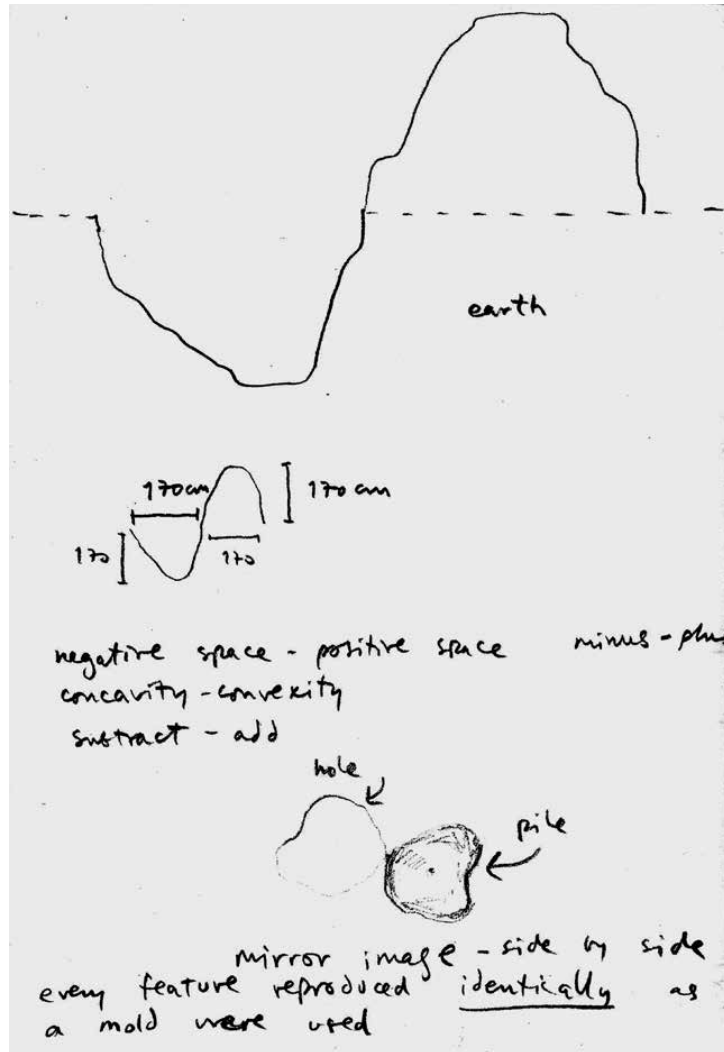 earth
170cm
170 cm
170
170
negative space - positive space minus - plu
concavity - convexity
substract - add
hole
pile
mirror image - side by side
every feature reproduced identically as
a mold were used